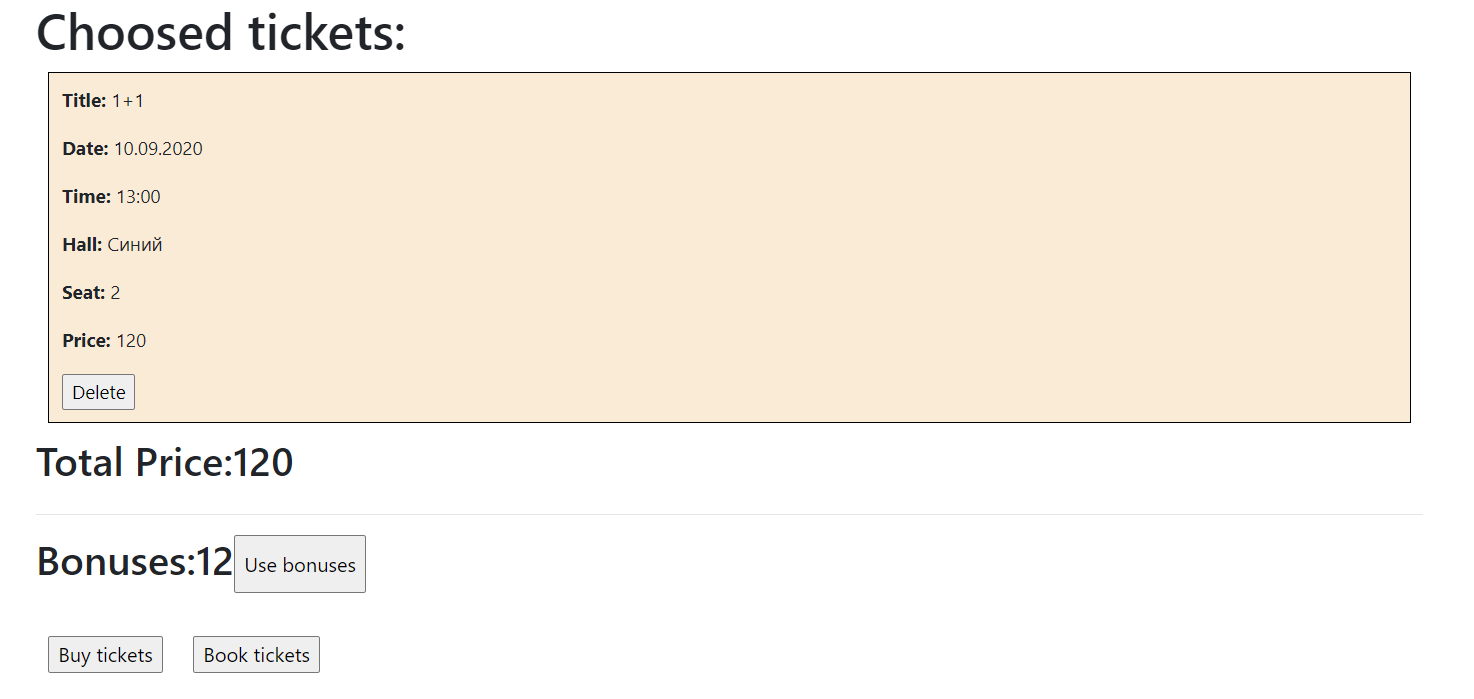 Choosed tickets:
Title: 1+1
Date: 10.09.2020
Time: 13:00
Hall: Синий
Seat: 2
Price: 120
Delete
Total Price:120
Bonuses:12 Use bonuses
Buy tickets Book tickets